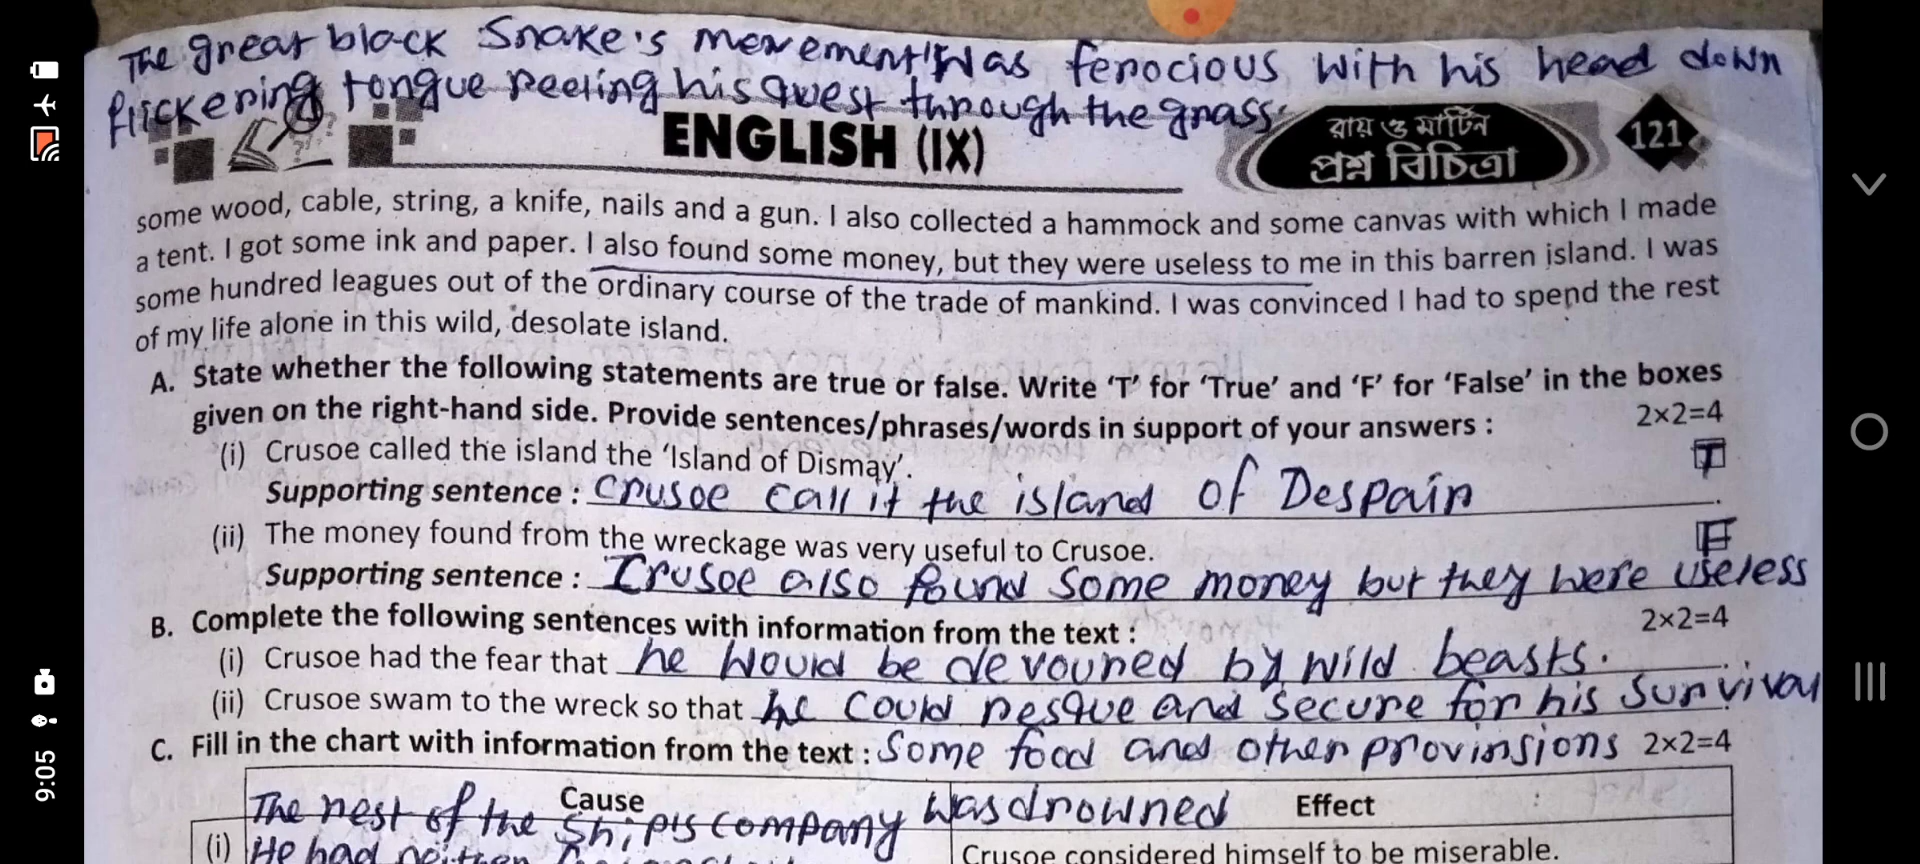 The great black Snake's movement was ferocious with his head down
flickering tongue peeling his quest through the grass.
ENGLISH (IX)
রায় ও মার্টিন
প্রশ্ন বিচিত্রা
121
some wood, cable, string, a knife, nails and a gun. I also collected a hammock and some canvas with which I made
a tent. I got some ink and paper. I also found some money, but they were useless to me in this barren island. I was
some hundred leagues out of the ordinary course of the trade of mankind. I was convinced I had to spend the rest
of my life alone in this wild, desolate island.
A. State whether the following statements are true or false. Write 'T' for 'True' and 'F' for 'False' in the boxes
given on the right-hand side. Provide sentences/phrases/words in support of your answers : 2×2=4
(i) Crusoe called the island the 'Island of Dismay'. T
Supporting sentence : Crusoe call it the island of Despair
(ii) The money found from the wreckage was very useful to Crusoe. F
Supporting sentence : Crusoe also found some money but they were useless
B. Complete the following sentences with information from the text : 2×2=4
(i) Crusoe had the fear that he would be devoured by wild beasts.
(ii) Crusoe swam to the wreck so that he could resque and secure for his survival
C. Fill in the chart with information from the text : some food and other provinsions 2×2=4
Cause Effect
The rest of the ship's company was drowned
(i) He had neither Crusoe considered himself to be miserable.
9:05